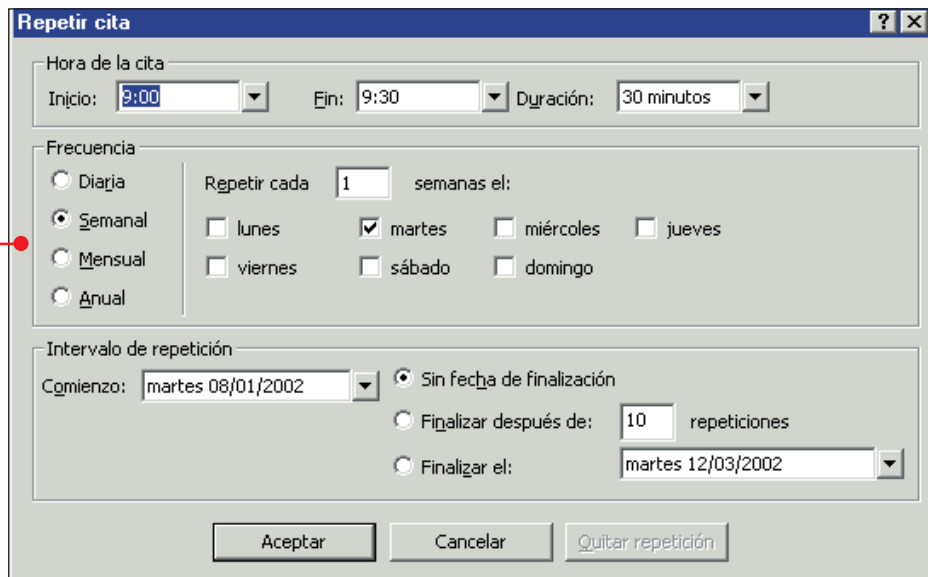 Repetir cita
Hora de la cita
Inicio: 9:00 Fin: 9:30 Duración: 30 minutos
Frecuencia
Diaria
Semanal
Mensual
Anual
Repetir cada 1 semanas el:
lunes martes miércoles jueves
viernes sábado domingo
Intervalo de repetición
Comienzo: martes 08/01/2002
Sin fecha de finalización
Finalizar después de: 10 repeticiones
Finalizar el: martes 12/03/2002
Aceptar Cancelar Quitar repetición